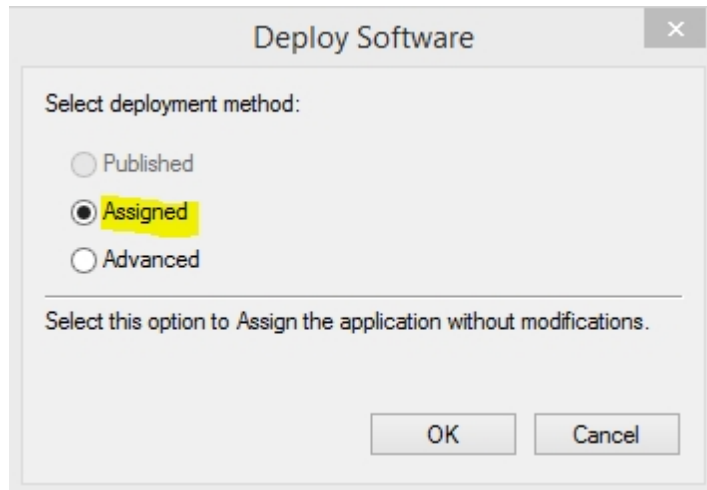 Deploy Software
Select deployment method:
Published
Assigned
Advanced
Select this option to Assign the application without modifications.
OK Cancel